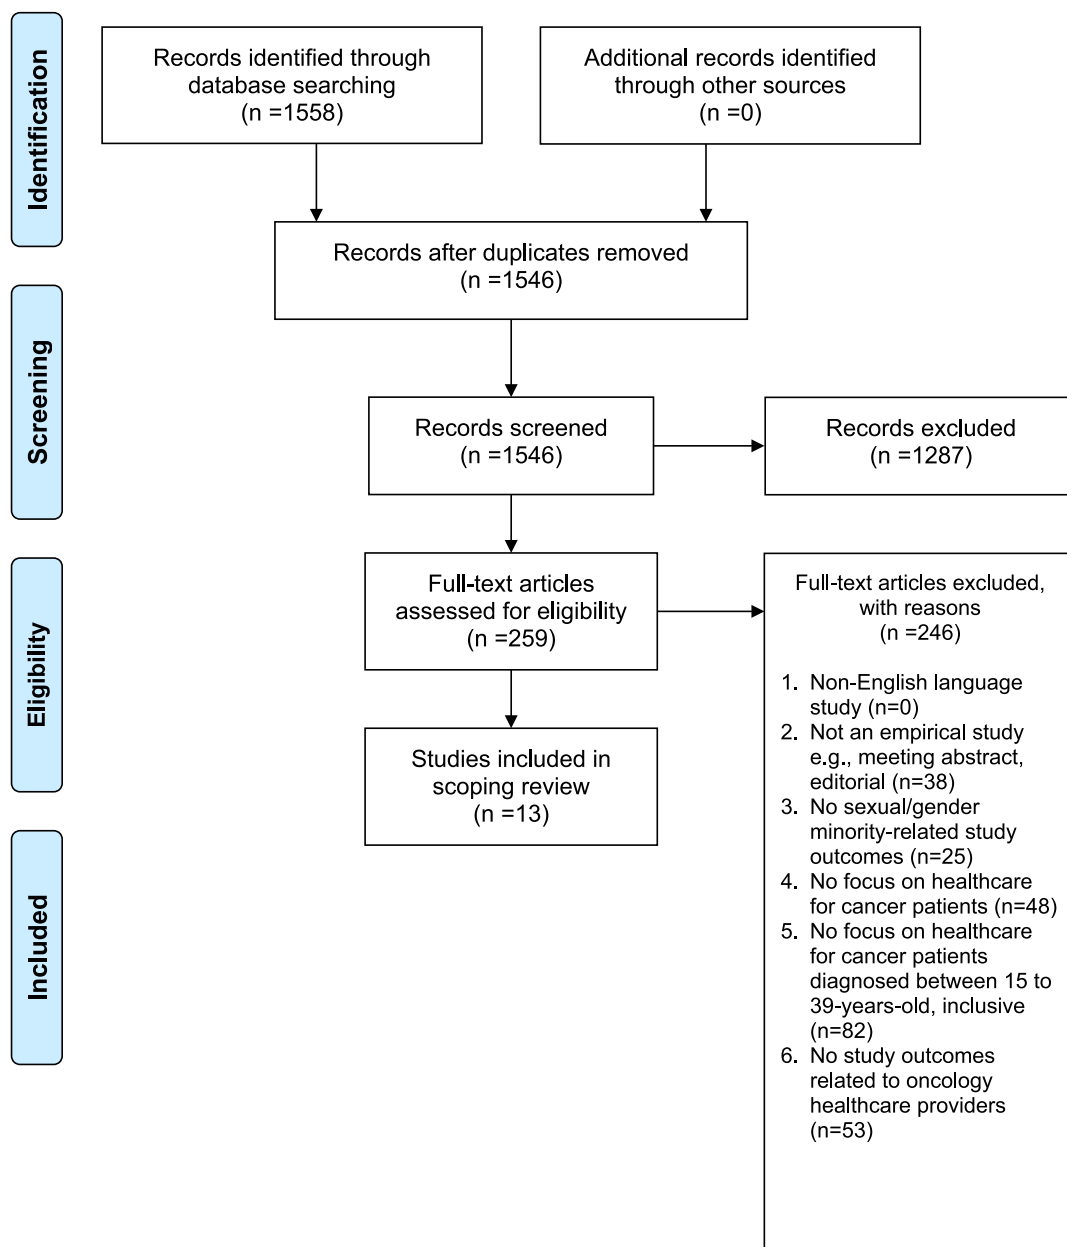 Identification
Records identified through
database searching
(n =1558)
Additional records identified
through other sources
(n =0)
Records after duplicates removed
(n =1546)
Screening
Records screened
(n =1546)
Records excluded
(n =1287)
Eligibility
Full-text articles
assessed for eligibility
(n =259)
Full-text articles excluded,
with reasons
(n =246)
1. Non-English language
study (n=0)
2. Not an empirical study
e.g., meeting abstract,
editorial (n=38)
3. No sexual/gender
minority-related study
outcomes (n=25)
4. No focus on healthcare
for cancer patients (n=48)
5. No focus on healthcare
for cancer patients
diagnosed between 15 to
39-years-old, inclusive
(n=82)
6. No study outcomes
related to oncology
healthcare providers
(n=53)
Included
Studies included in
scoping review
(n =13)